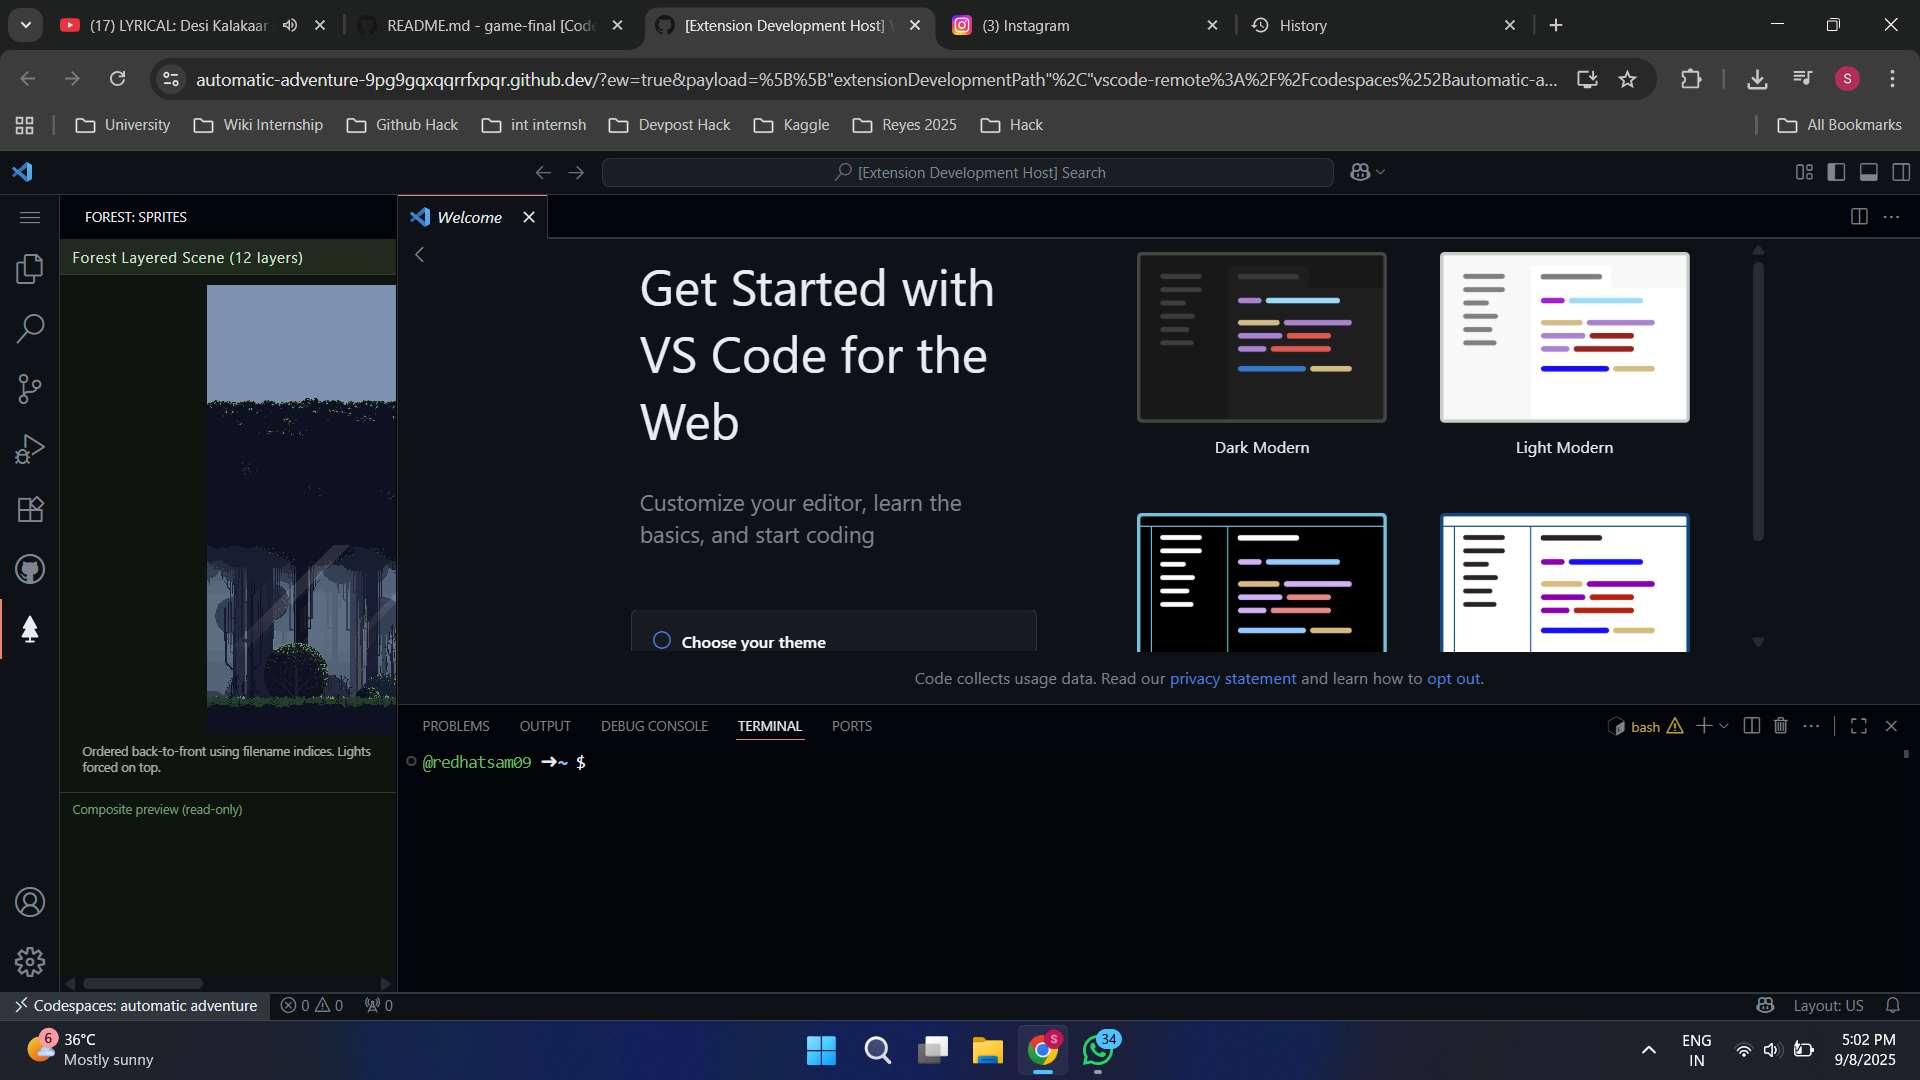 (17) LYRICAL: Desi Kalakaar
README.md - game-final [Code
[Extension Development Host]
(3) Instagram
History
automatic-adventure-9pg9gqxqqrrfxpqr.github.dev/?ew=true&payload=%5B%5B"extensionDevelopmentPath"%2C"vscode-remote%3A%2F%2Fcodespaces%252Bautomatic-a...
S
University
Wiki Internship
Github Hack
int internsh
Devpost Hack
Kaggle
Reyes 2025
Hack
All Bookmarks
[Extension Development Host] Search
FOREST: SPRITES
Forest Layered Scene (12 layers)
Ordered back-to-front using filename indices. Lights
forced on top.
Composite preview (read-only)
Welcome
Get Started with
VS Code for the
Web
Customize your editor, learn the
basics, and start coding
Choose your theme
Dark Modern
Light Modern
Code collects usage data. Read our privacy statement and learn how to opt out.
PROBLEMS
OUTPUT
DEBUG CONSOLE
TERMINAL
PORTS
bash
@redhatsam09 ➜~ $
Codespaces: automatic adventure
0
0
0
Layout: US
6
36°C
Mostly sunny
S
34
ENG
IN
5:02 PM
9/8/2025